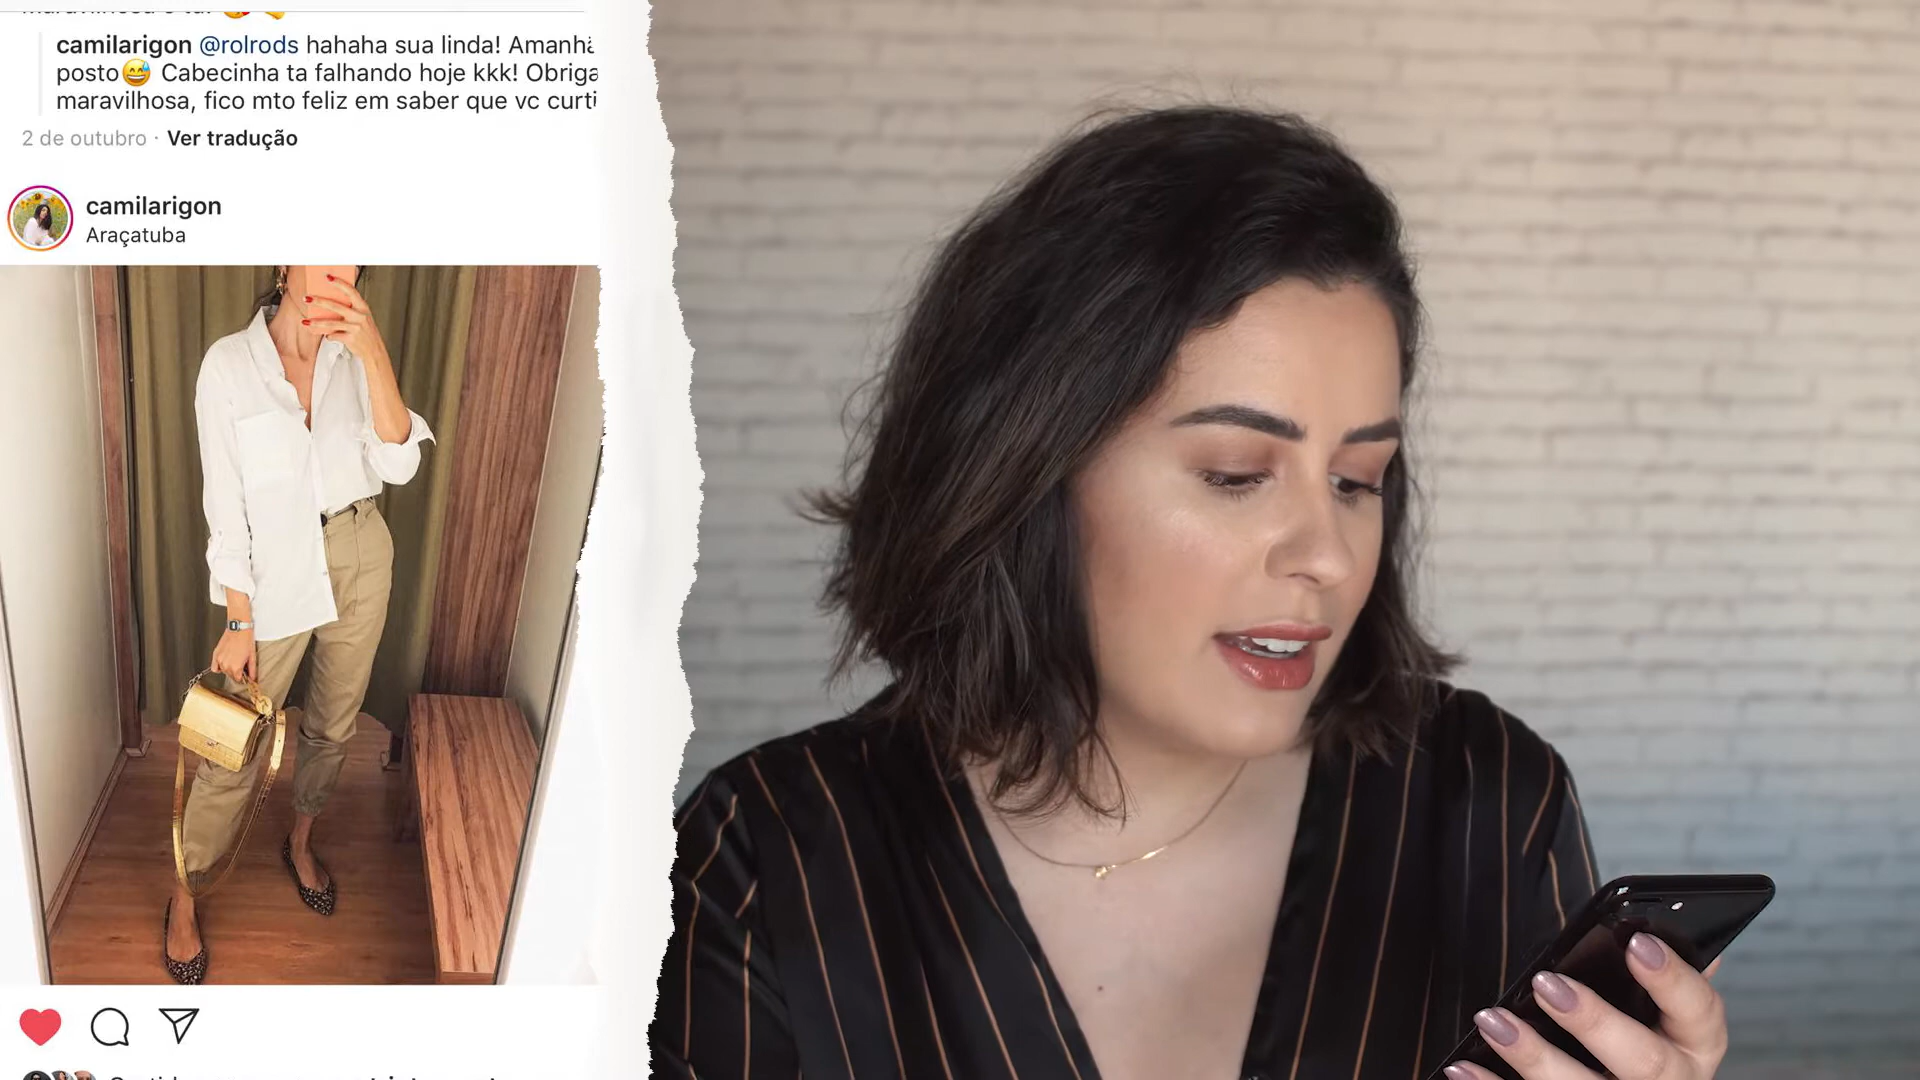 camilarigon @rolrods hahaha sua linda! Amanhã
posto😅 Cabecinha ta falhando hoje kkk! Obriga
maravilhosa, fico mto feliz em saber que vc curti
2 de outubro · Ver tradução
camilarigon
Araçatuba